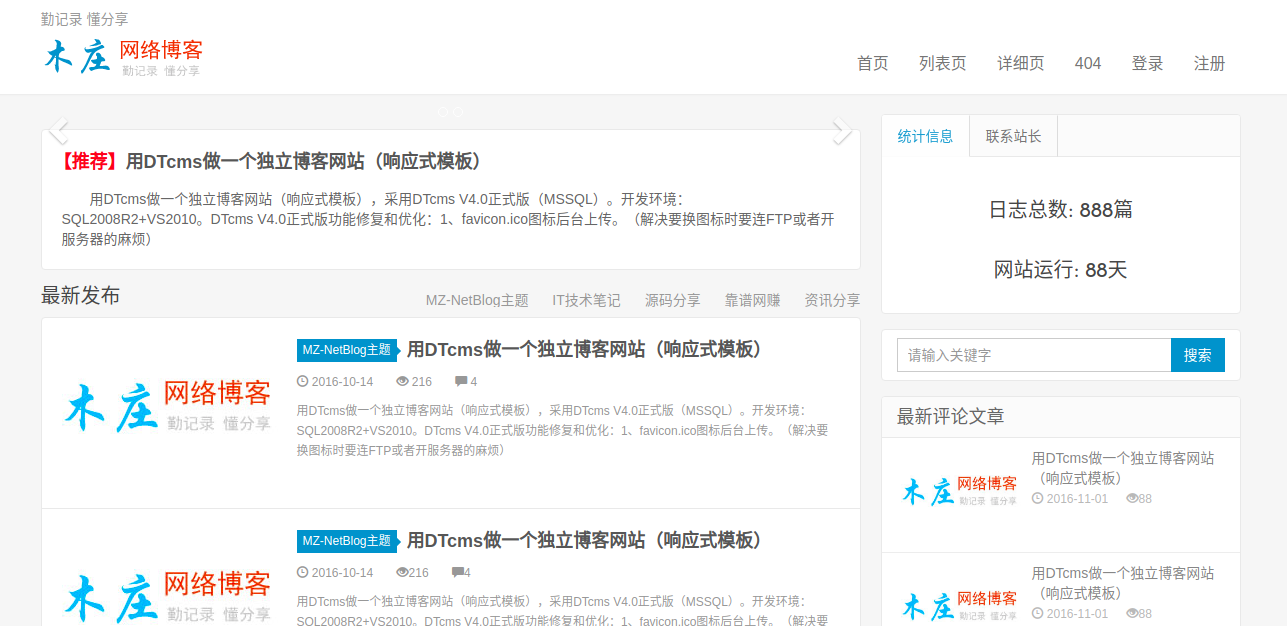 勤记录 懂分享
木庄 网络博客
勤记录 懂分享
首页 列表页 详细页 404 登录 注册
【推荐】用DTcms做一个独立博客网站（响应式模板）
用DTcms做一个独立博客网站（响应式模板），采用DTcms V4.0正式版（MSSQL）。开发环境：
SQL2008R2+VS2010。DTcms V4.0正式版功能修复和优化：1、favicon.ico图标后台上传。（解决要换图标时要连FTP或者开
服务器的麻烦）
最新发布
MZ-NetBlog主题 IT技术笔记 源码分享 靠谱网赚 资讯分享
木庄 网络博客
勤记录 懂分享
MZ-NetBlog主题 用DTcms做一个独立博客网站（响应式模板）
2016-10-14 216 4
用DTcms做一个独立博客网站（响应式模板），采用DTcms V4.0正式版（MSSQL）。开发环境：
SQL2008R2+VS2010。DTcms V4.0正式版功能修复和优化：1、favicon.ico图标后台上传。（解决要
换图标时要连FTP或者开服务器的麻烦）
木庄 网络博客
勤记录 懂分享
MZ-NetBlog主题 用DTcms做一个独立博客网站（响应式模板）
2016-10-14 216 4
用DTcms做一个独立博客网站（响应式模板），采用DTcms V4.0正式版（MSSQL）。开发环境：
SQL2008R2+VS2010。DTcms V4.0正式版功能修复和优化：1、favicon.ico图标后台上传。（解决要
统计信息 联系站长
日志总数: 888篇
网站运行: 88天
请输入关键字 搜索
最新评论文章
木庄 网络博客
勤记录 懂分享
用DTcms做一个独立博客网站
（响应式模板）
2016-11-01 88
木庄 网络博客
勤记录 懂分享
用DTcms做一个独立博客网站
（响应式模板）
2016-11-01 88